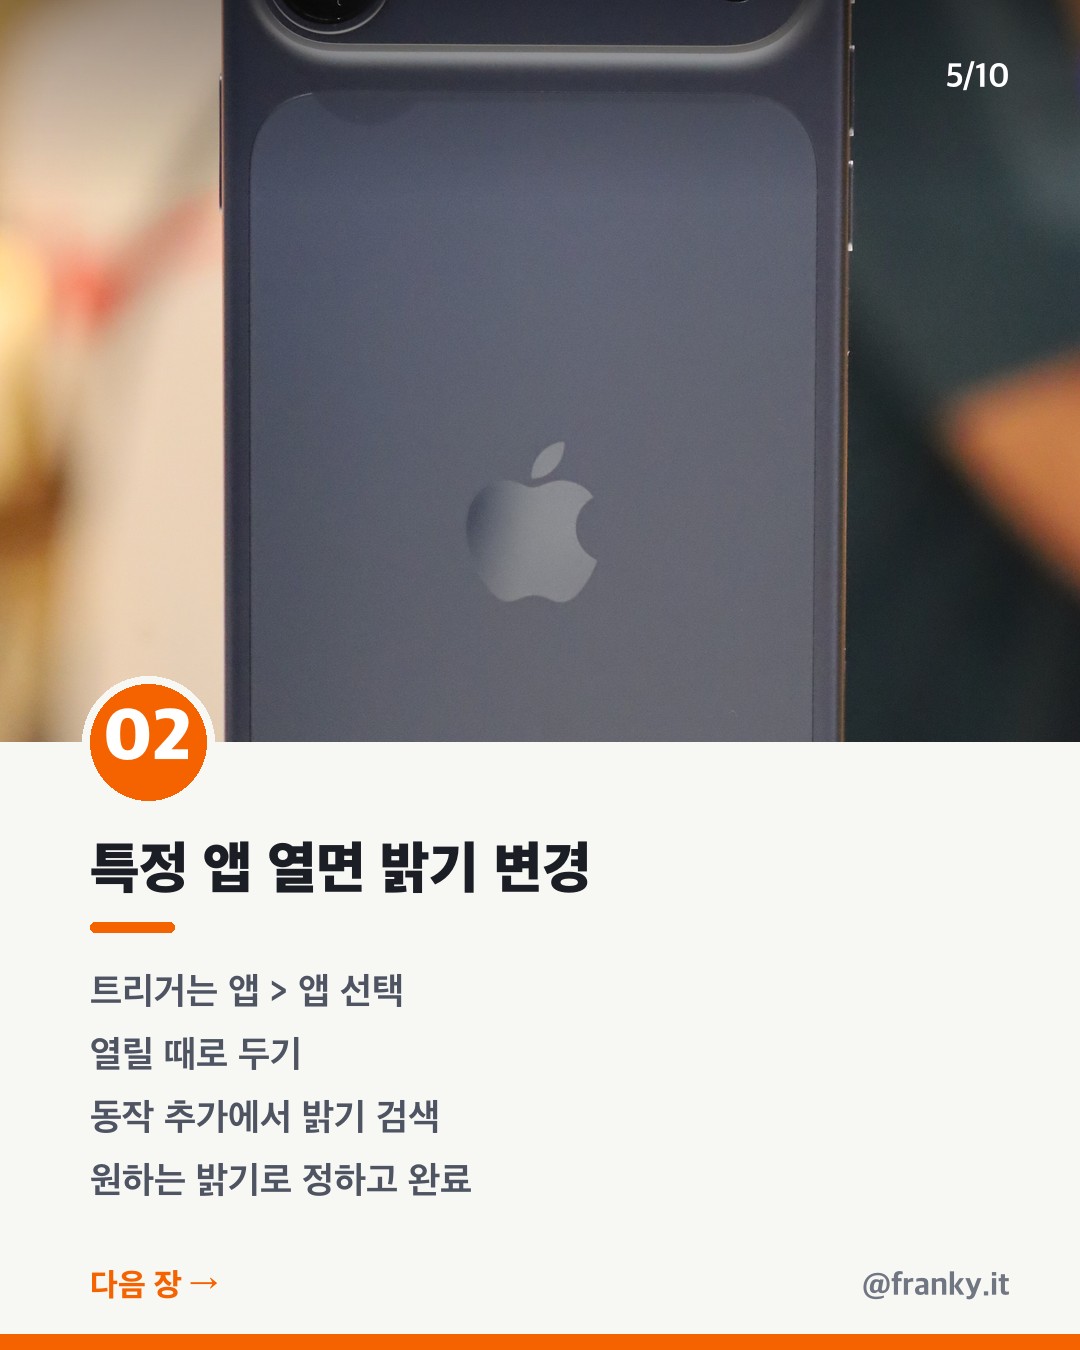 5/10
02
특정 앱 열면 밝기 변경
트리거는 앱 > 앱 선택
열릴 때로 두기
동작 추가에서 밝기 검색
원하는 밝기로 정하고 완료
다음 장 →
@franky.it